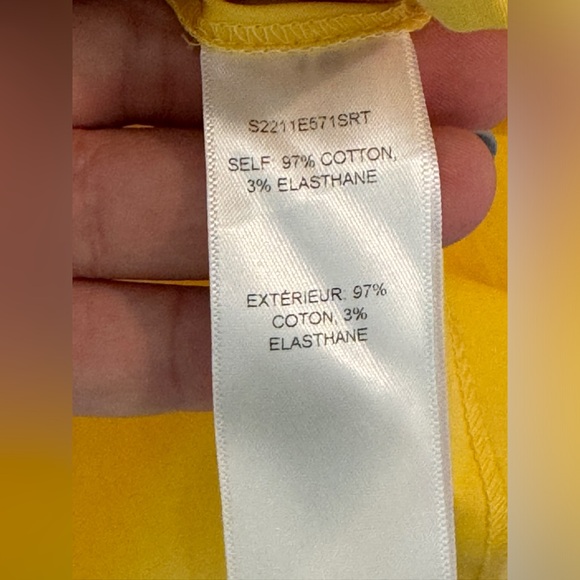 S2211E571SRT
SELF: 97% COTTON,
3% ELASTHANE
EXTÉRIEUR: 97%
COTON, 3%
ELASTHANE